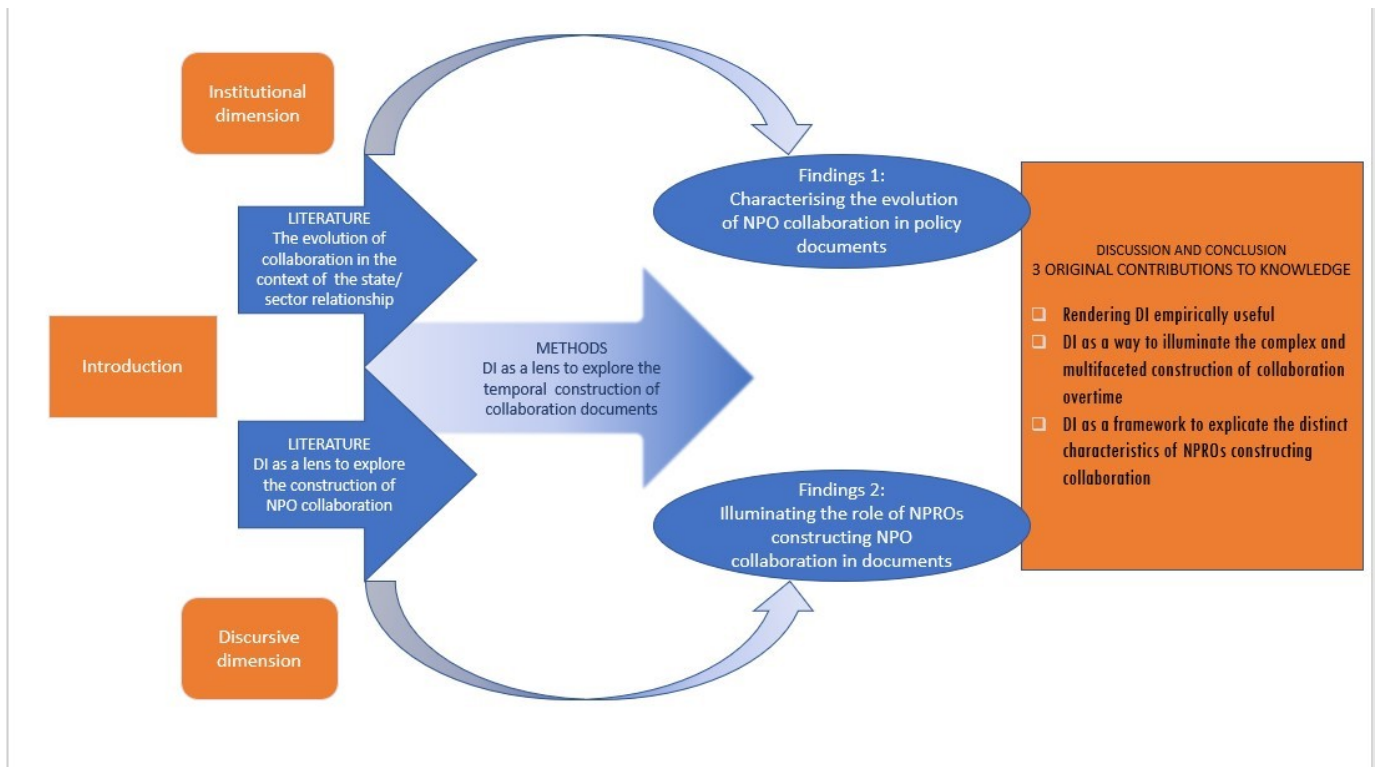 Institutional
dimension
LITERATURE
The evolution of
collaboration in the
context of  the state/
sector relationship
Introduction
METHODS
DI as a lens to explore the
temporal  construction of
collaboration documents
LITERATURE
DI as a lens to explore
the construction of
NPO collaboration
Discursive
dimension
Findings 1:
Characterising the evolution
of NPO collaboration in policy
documents
Findings 2:
Illuminating the role of NPROs
constructing NPO
collaboration in documents
DISCUSSION AND CONCLUSION
3 ORIGINAL CONTRIBUTIONS TO KNOWLEDGE
❑ Rendering DI empirically useful
❑ DI as a way to illuminate the complex and
multifaceted construction of collaboration
overtime
❑ DI as a framework to explicate the distinct
characteristics of NPROs constructing
collaboration